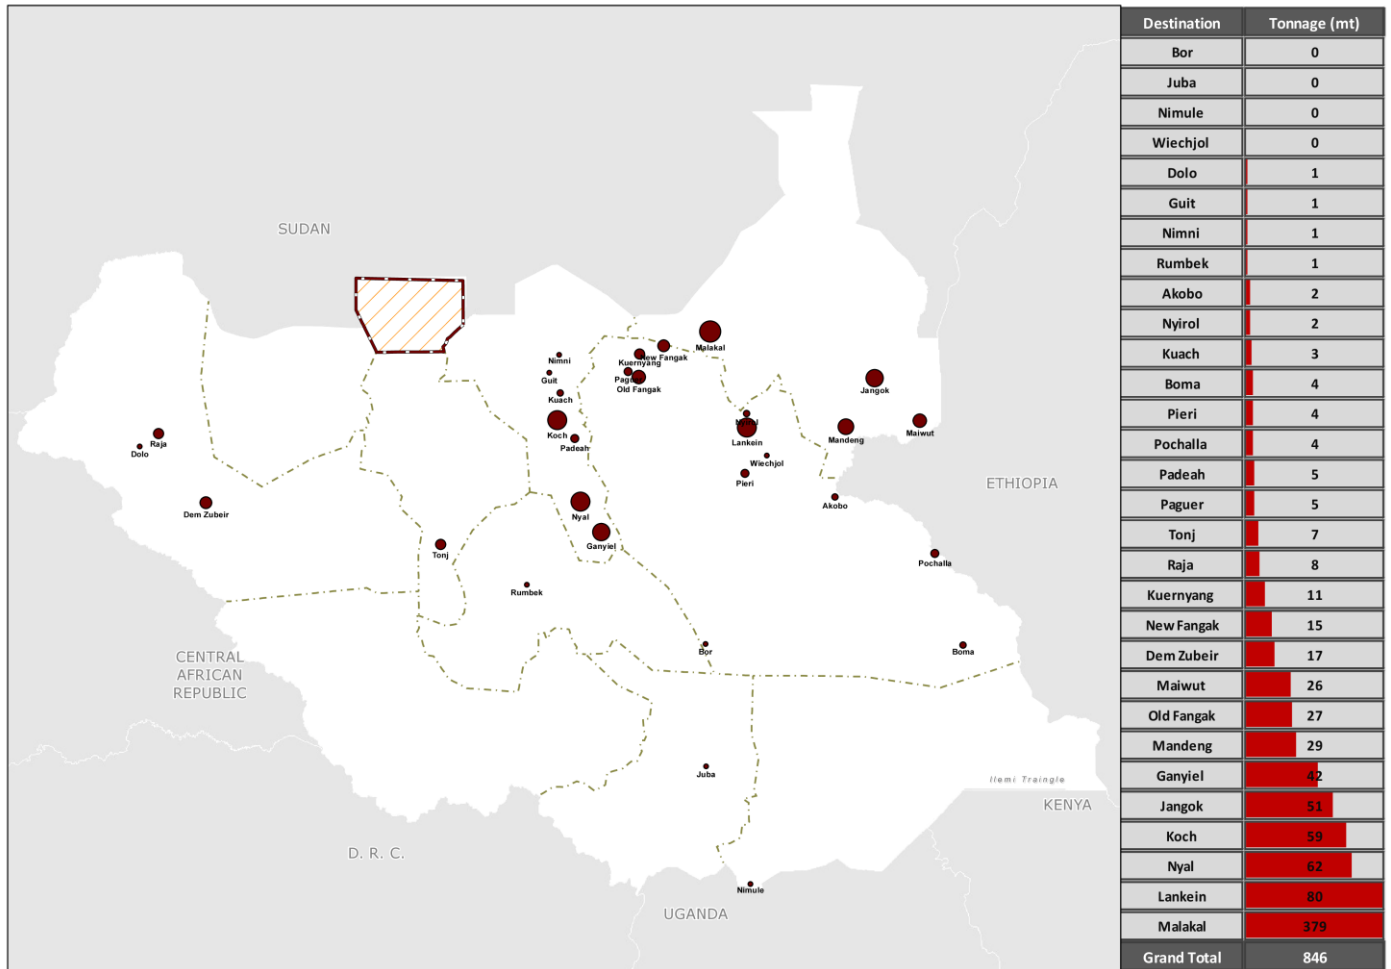 SUDAN
Malakal
New Fangak
Kuernyang
Nimni
Paguer
Guit
Old Fangak
Jangok
Kuach
Nyirol
Koch
Lankein
Mandeng
Maiwut
Raja
Dolo
Padeah
Wiechjol
Pieri
ETHIOPIA
Akobo
Dem Zubeir
Nyal
Ganyiel
Tonj
Pochalla
Rumbek
Bor
Boma
CENTRAL
AFRICAN
REPUBLIC
Juba
Ilemi Traingle
KENYA
D. R. C.
Nimule
UGANDA
Destination Tonnage (mt)
Bor 0
Juba 0
Nimule 0
Wiechjol 0
Dolo 1
Guit 1
Nimni 1
Rumbek 1
Akobo 2
Nyirol 2
Kuach 3
Boma 4
Pieri 4
Pochalla 4
Padeah 5
Paguer 5
Tonj 7
Raja 8
Kuernyang 11
New Fangak 15
Dem Zubeir 17
Maiwut 26
Old Fangak 27
Mandeng 29
Ganyiel 42
Jangok 51
Koch 59
Nyal 62
Lankein 80
Malakal 379
Grand Total 846